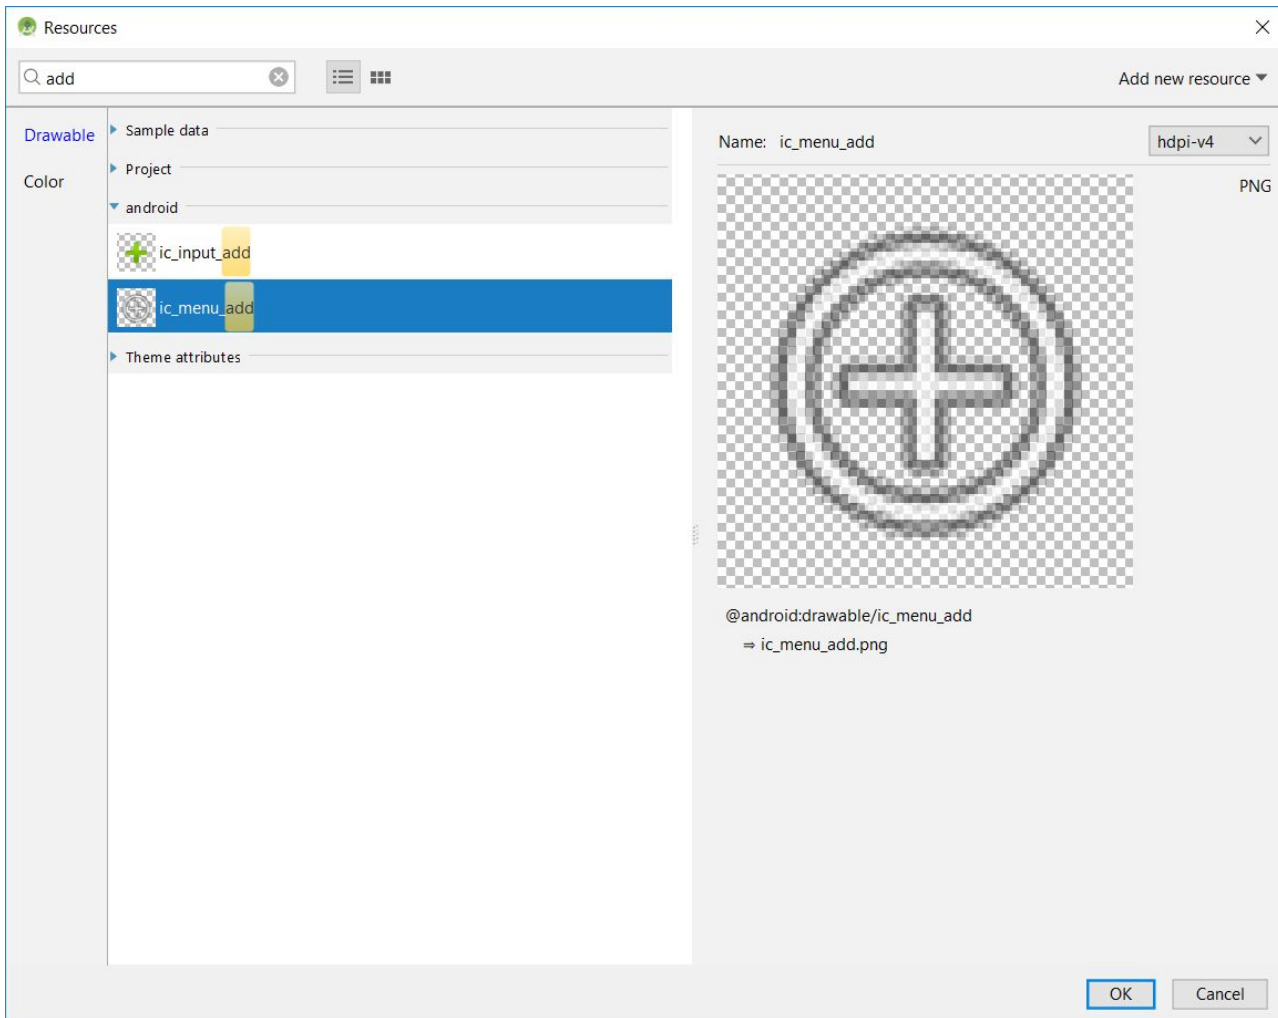 Resources
add
Add new resource
Drawable
Color
Sample data
Project
android
ic_input_add
ic_menu_add
Theme attributes
Name: ic_menu_add
hdpi-v4
PNG
@android:drawable/ic_menu_add
⇒ ic_menu_add.png
OK
Cancel